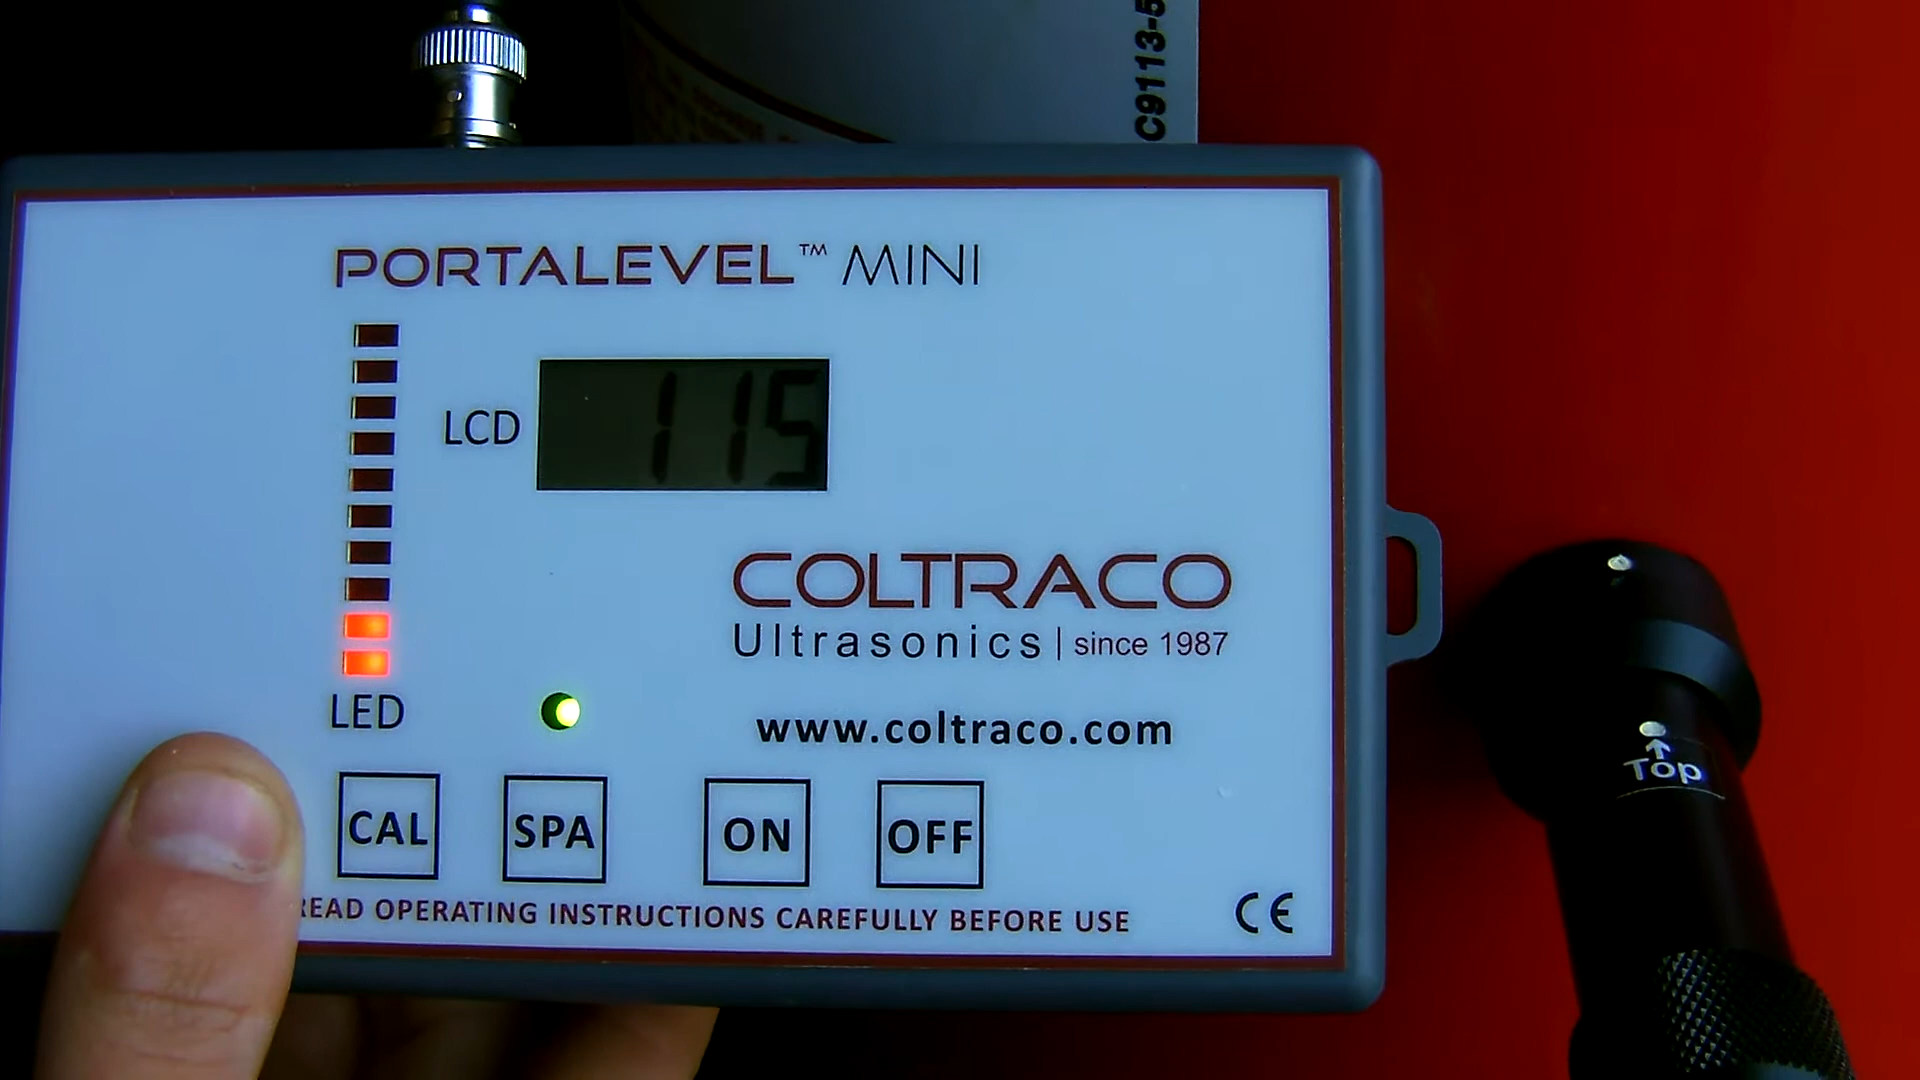 C9113-5
PORTALEVEL™ MINI
LCD
115
COLTRACO
Ultrasonics | since 1987
LED
www.coltraco.com
CAL
SPA
ON
OFF
READ OPERATING INSTRUCTIONS CAREFULLY BEFORE USE
CE
Top